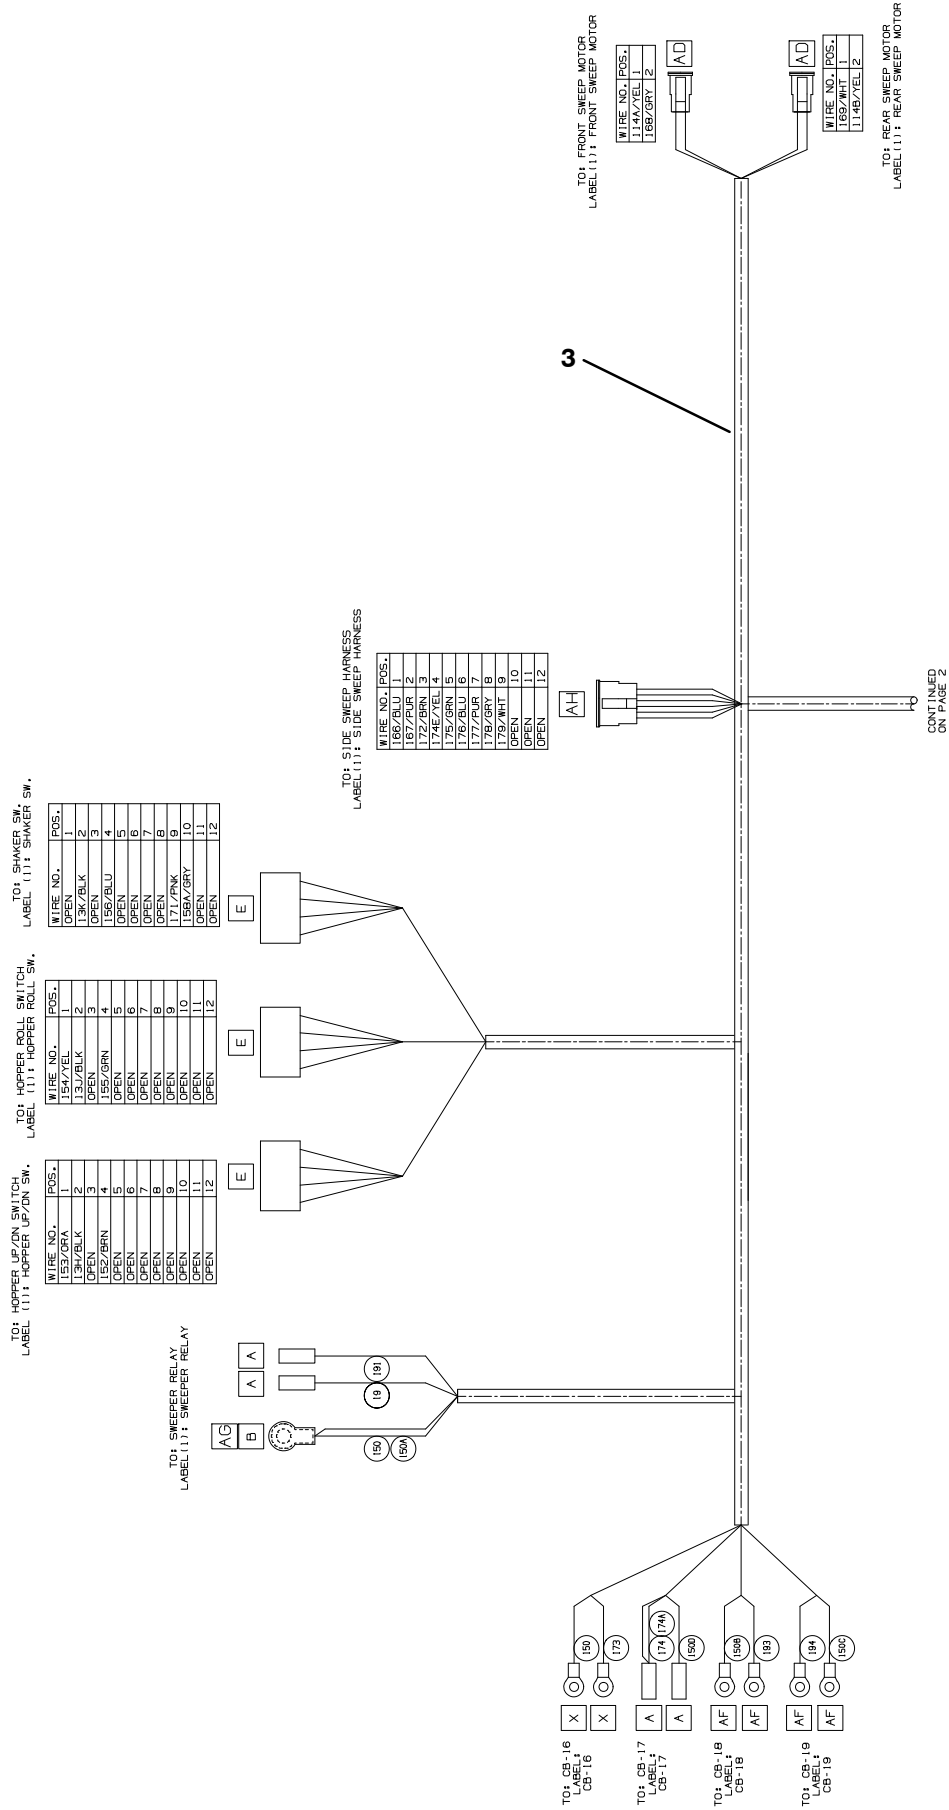 TO: FRONT SWEEP MOTOR
LABEL(1): FRONT SWEEP MOTOR
WIRE NO. POS.
114A/YEL 1
168/GRY 2
AD
AD
WIRE NO. POS.
169/WHT 1
114B/YEL 2
TO: REAR SWEEP MOTOR
LABEL(1): REAR SWEEP MOTOR
3
TO: SIDE SWEEP HARNESS
LABEL(1): SIDE SWEEP HARNESS
WIRE NO. POS.
166/BLU 1
167/PUR 2
172/BRN 3
174E/YEL 4
175/GRN 5
176/BLU 6
177/PUR 7
178/GRY 8
179/WHT 9
OPEN 10
OPEN 11
OPEN 12
AH
CONTINUED
ON PAGE 2
TO: SHAKER SW.
LABEL (1): SHAKER SW.
WIRE NO. POS.
OPEN 1
13K/BLK 2
OPEN 3
156/BLU 4
OPEN 5
OPEN 6
OPEN 7
OPEN 8
171/PNK 9
158A/GRY 10
OPEN 11
OPEN 12
E
TO: HOPPER ROLL SWITCH
LABEL (1): HOPPER ROLL SW.
WIRE NO. POS.
154/YEL 1
13J/BLK 2
OPEN 3
155/GRN 4
OPEN 5
OPEN 6
OPEN 7
OPEN 8
OPEN 9
OPEN 10
OPEN 11
OPEN 12
E
TO: HOPPER UP/DN SWITCH
LABEL (1): HOPPER UP/DN SW.
WIRE NO. POS.
153/ORA 1
13H/BLK 2
OPEN 3
152/BRN 4
OPEN 5
OPEN 6
OPEN 7
OPEN 8
OPEN 9
OPEN 10
OPEN 11
OPEN 12
E
TO: SWEEPER RELAY
LABEL(1): SWEEPER RELAY
A
A
AG
B
191
19
150
150A
TO: CB-16
LABEL:
CB-16
X
X
150
173
TO: CB-17
LABEL:
CB-17
A
A
174
174A
150D
TO: CB-18
LABEL:
CB-18
AF
AF
150B
193
TO: CB-19
LABEL:
CB-19
AF
AF
194
150C